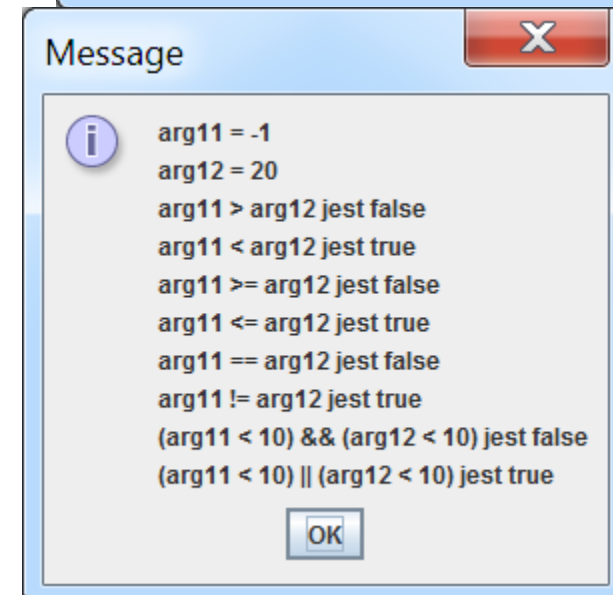 Message
arg11 = -1
arg12 = 20
arg11 > arg12 jest false
arg11 < arg12 jest true
arg11 >= arg12 jest false
arg11 <= arg12 jest true
arg11 == arg12 jest false
arg11 != arg12 jest true
(arg11 < 10) && (arg12 < 10) jest false
(arg11 < 10) || (arg12 < 10) jest true
OK